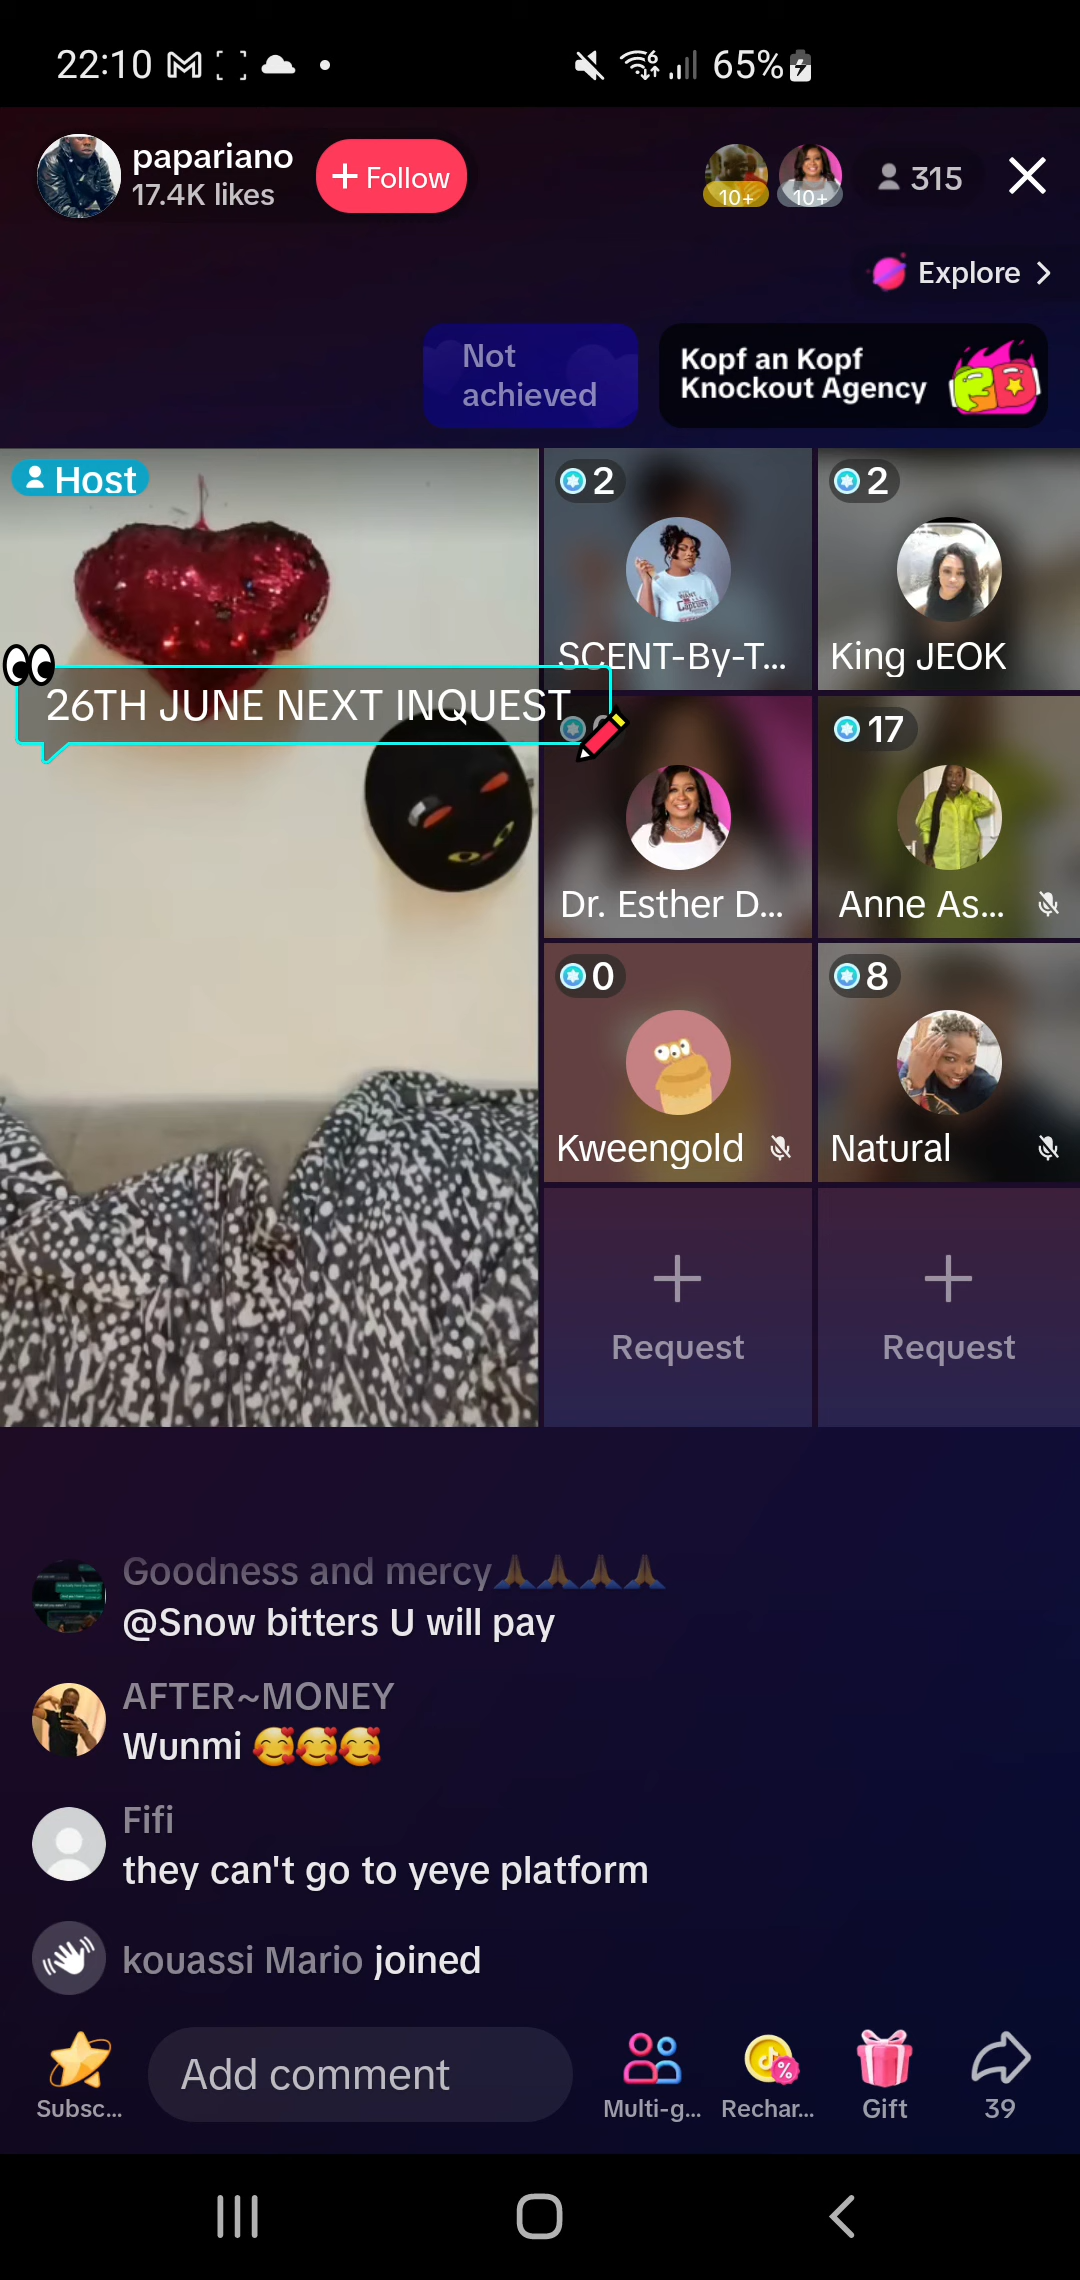 22:10
65%
papariano
17.4K likes
+ Follow
10+
10+
315
Explore >
Not
achieved
Kopf an Kopf
Knockout Agency
Host
2
2
SCENT-By-T...
King JEOK
26TH JUNE NEXT INQUEST
17
Dr. Esther D...
Anne As...
0
8
Kweengold
Natural
Request
Request
Goodness and mercy🙏🏾🙏🏾🙏🏾🙏🏾
@Snow bitters U will pay
AFTER~MONEY
Wunmi 🥰🥰🥰
Fifi
they can't go to yeye platform
kouassi Mario joined
Subsc...
Add comment
Multi-g...
Rechar...
Gift
39